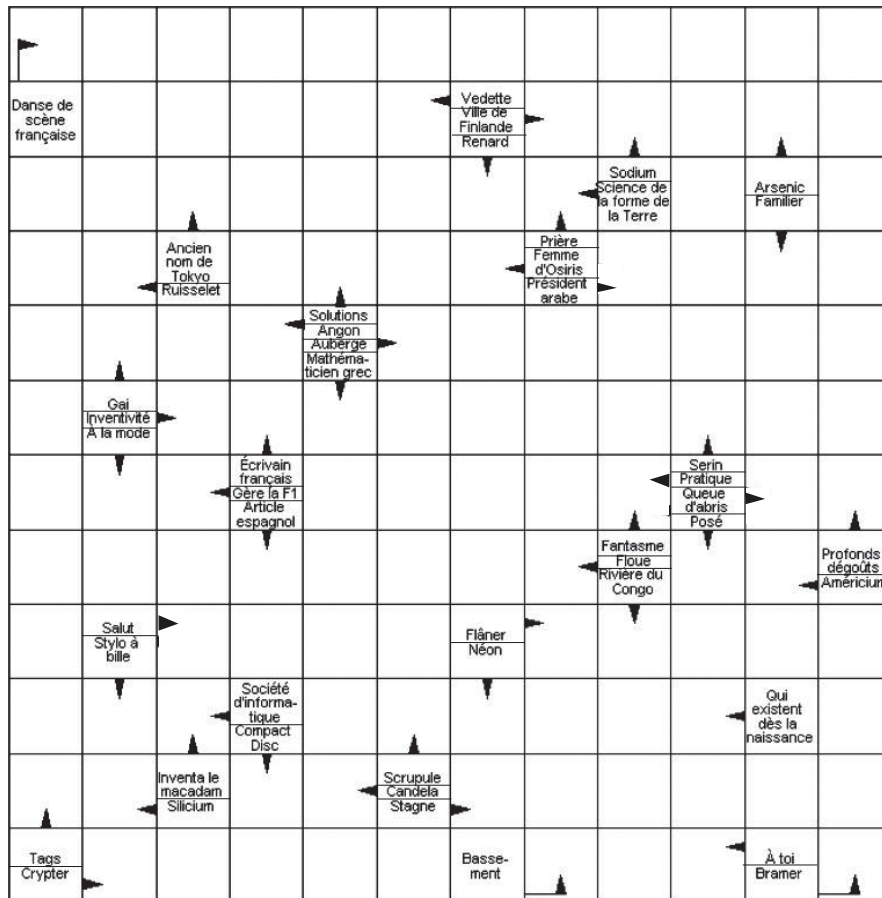 Danse de
scène
française
Vedette
Ville de
Finlande
Renard
Sodium
Science de
la forme de
la Terre
Arsenic
Familier
Ancien
nom de
Tokyo
Ruisselet
Prière
Femme
d'Osiris
Président
arabe
Solutions
Angon
Auberge
Mathéma-
ticien grec
Gai
Inventivité
À la mode
Écrivain
français
Gère la F1
Article
espagnol
Serin
Pratique
Queue
d'abris
Posé
Fantasme
Floue
Rivière du
Congo
Profonds
dégoûts
Américium
Salut
Stylo à
bille
Flâner
Néon
Société
d'informa-
tique
Compact
Disc
Qui
existent
dès la
naissance
Inventa le
macadam
Silicium
Scrupule
Candela
Stagne
Tags
Crypter
Basse-
ment
À toi
Bramer